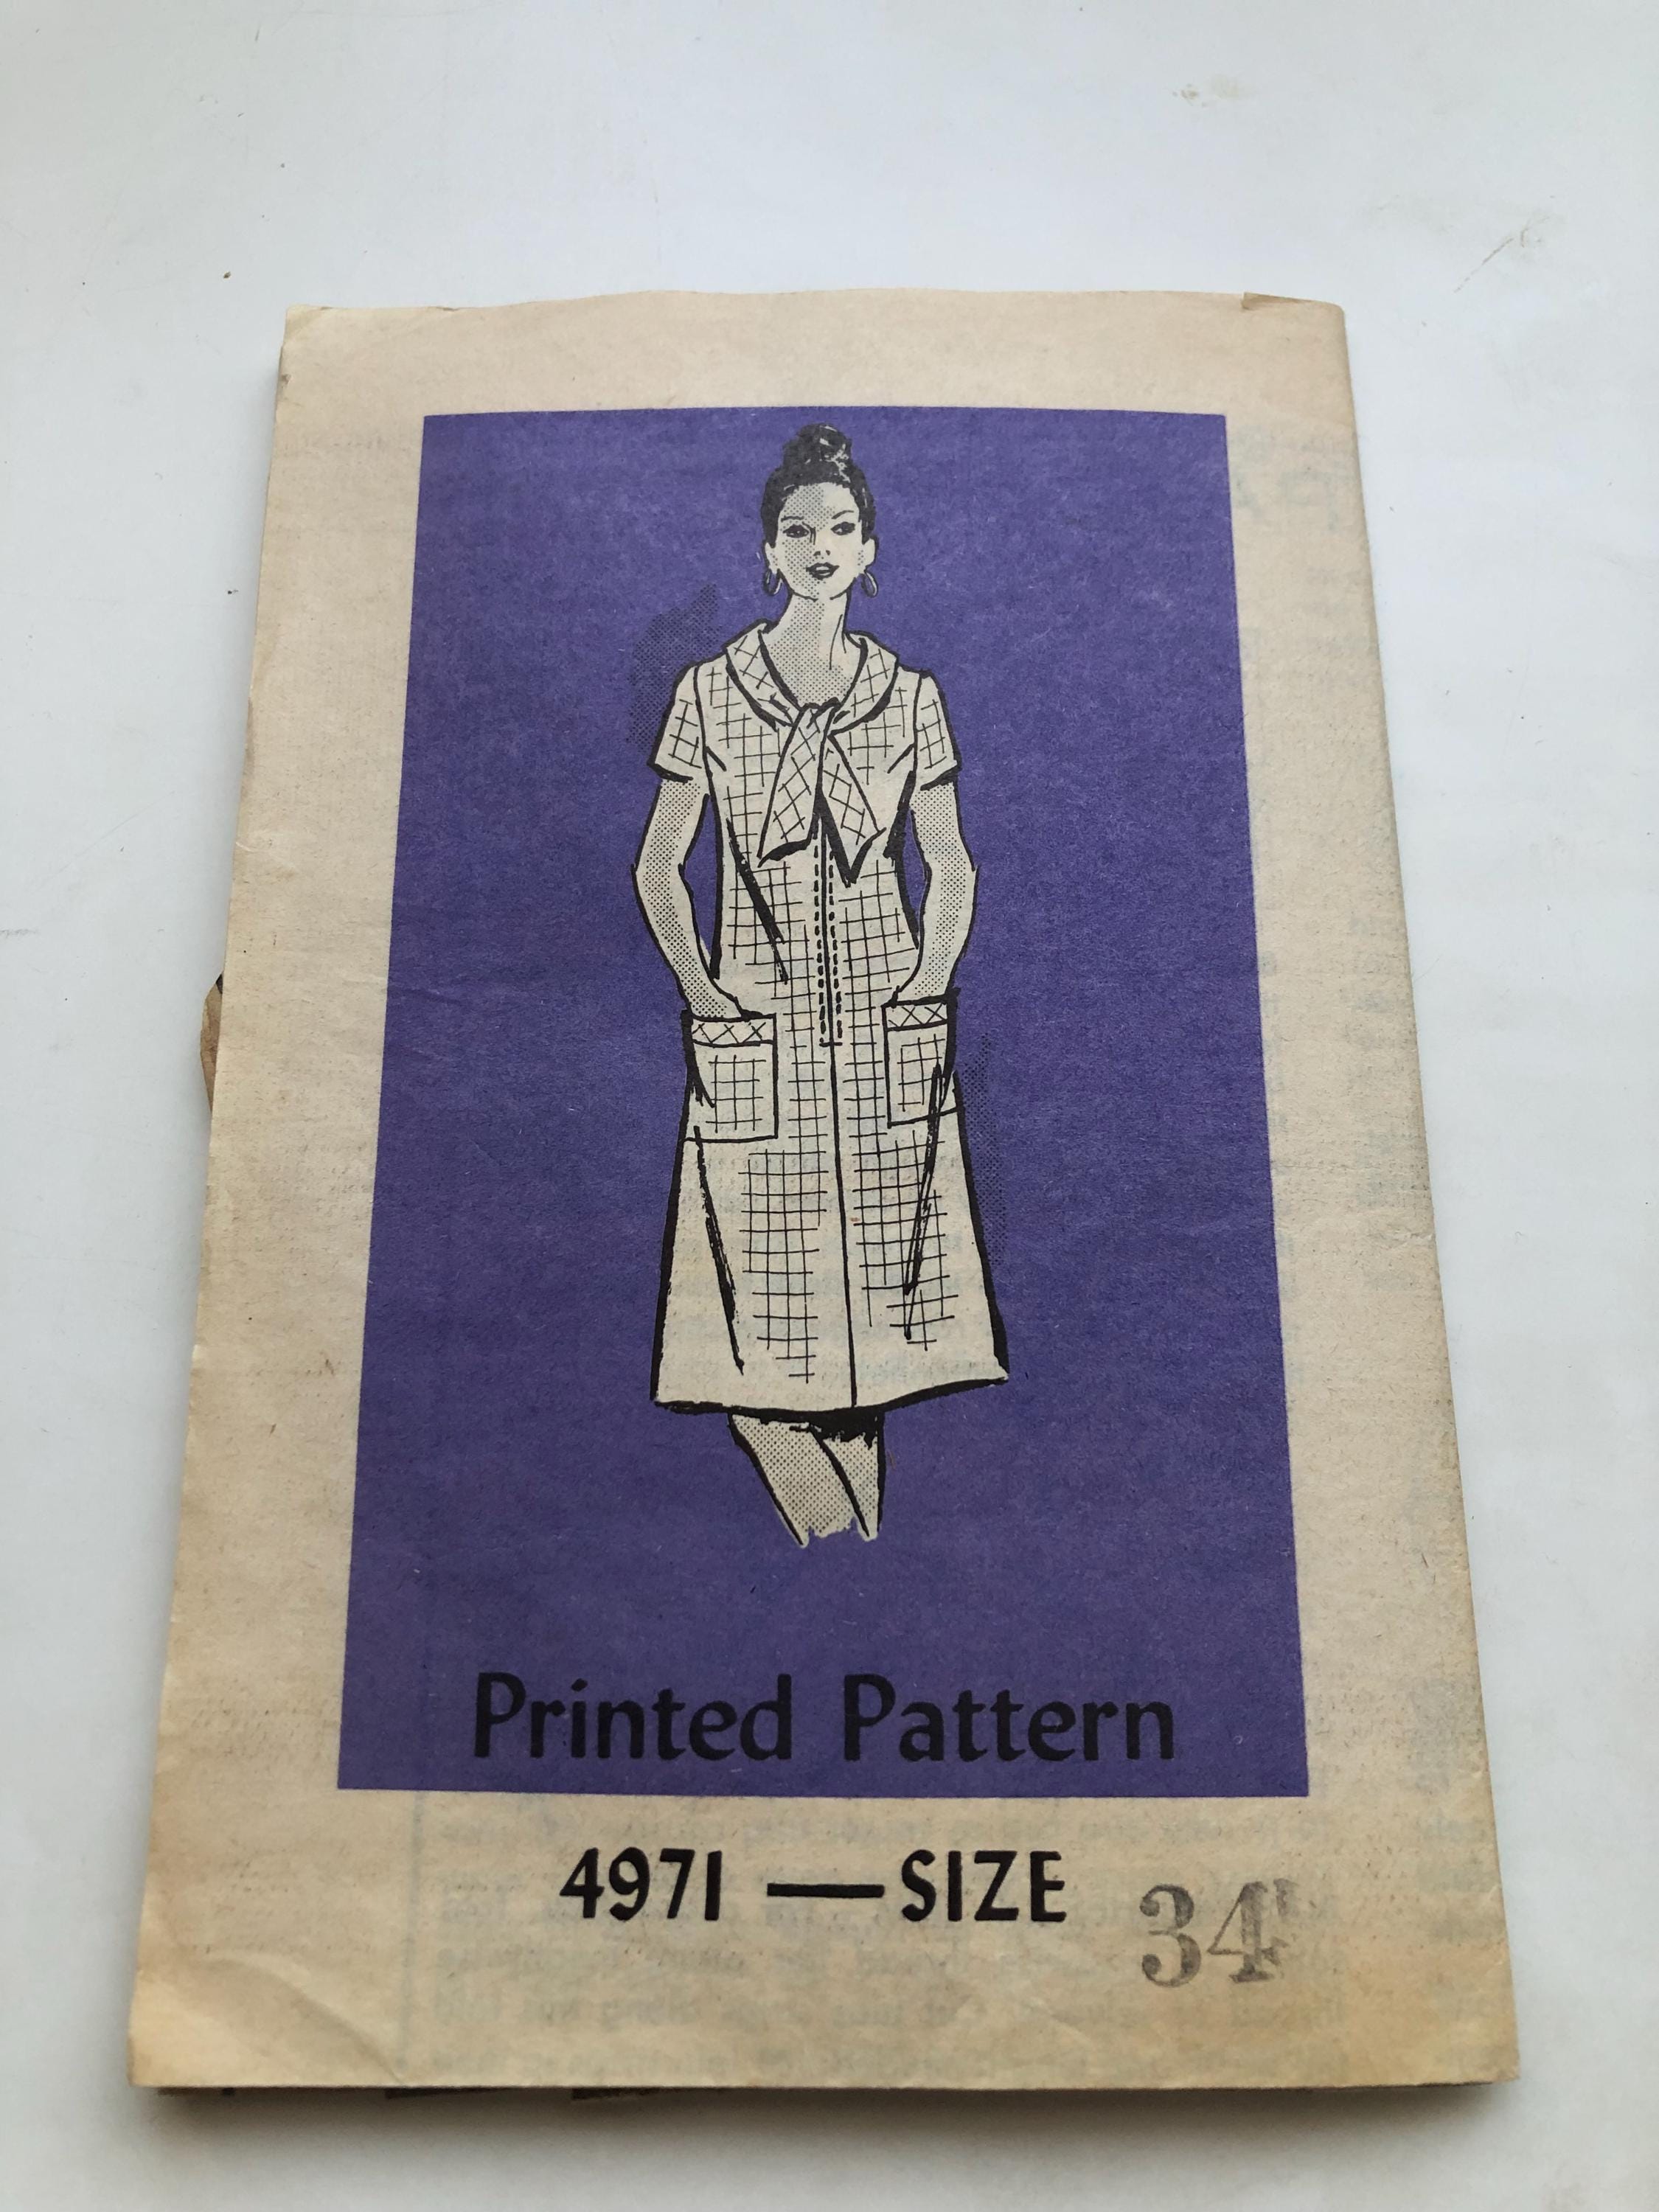 Printed Pattern
4971 — SIZE 34